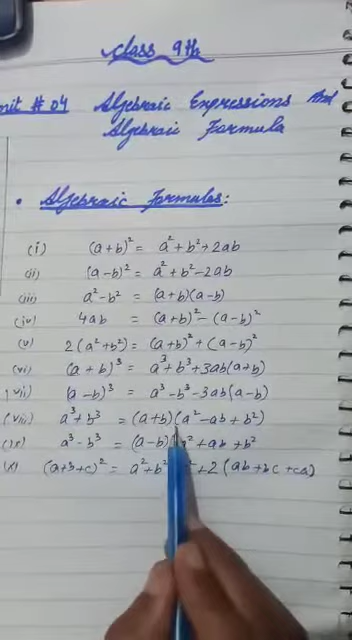 Class 9th
nit # 04 Algebraic Expressions And
Algebraic Formula
• Algebraic Formulas:
(i) (a+b)² = a²+b²+2ab
(ii) (a-b)² = a²+b²-2ab
(iii) a²-b² = (a+b)(a-b)
(iv) 4ab = (a+b)²-(a-b)²
(v) 2(a²+b²) = (a+b)²+(a-b)²
(vi) (a+b)³ = a³+b³+3ab(a+b)
(vii) (a-b)³ = a³-b³-3ab(a-b)
(viii) a³+b³ = (a+b)(a²-ab+b²)
(ix) a³-b³ = (a-b)( ²+ab+b²
(x) (a+b+c)² = a²+b² ²+2(ab+bc+ca)